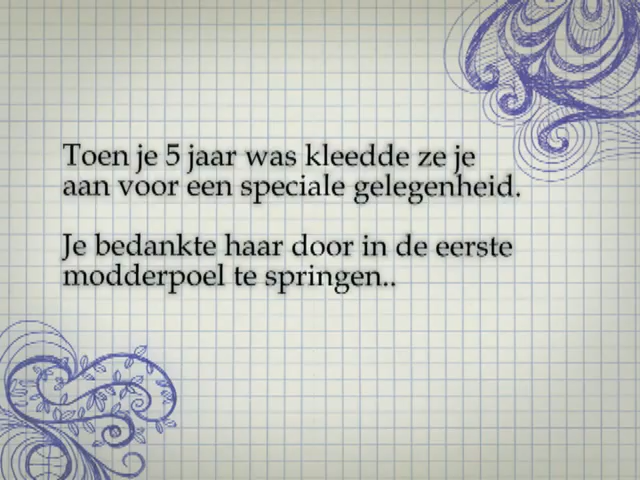 Toen je 5 jaar was kleedde ze je
aan voor een speciale gelegenheid.
Je bedankte haar door in de eerste
modderpoel te springen..